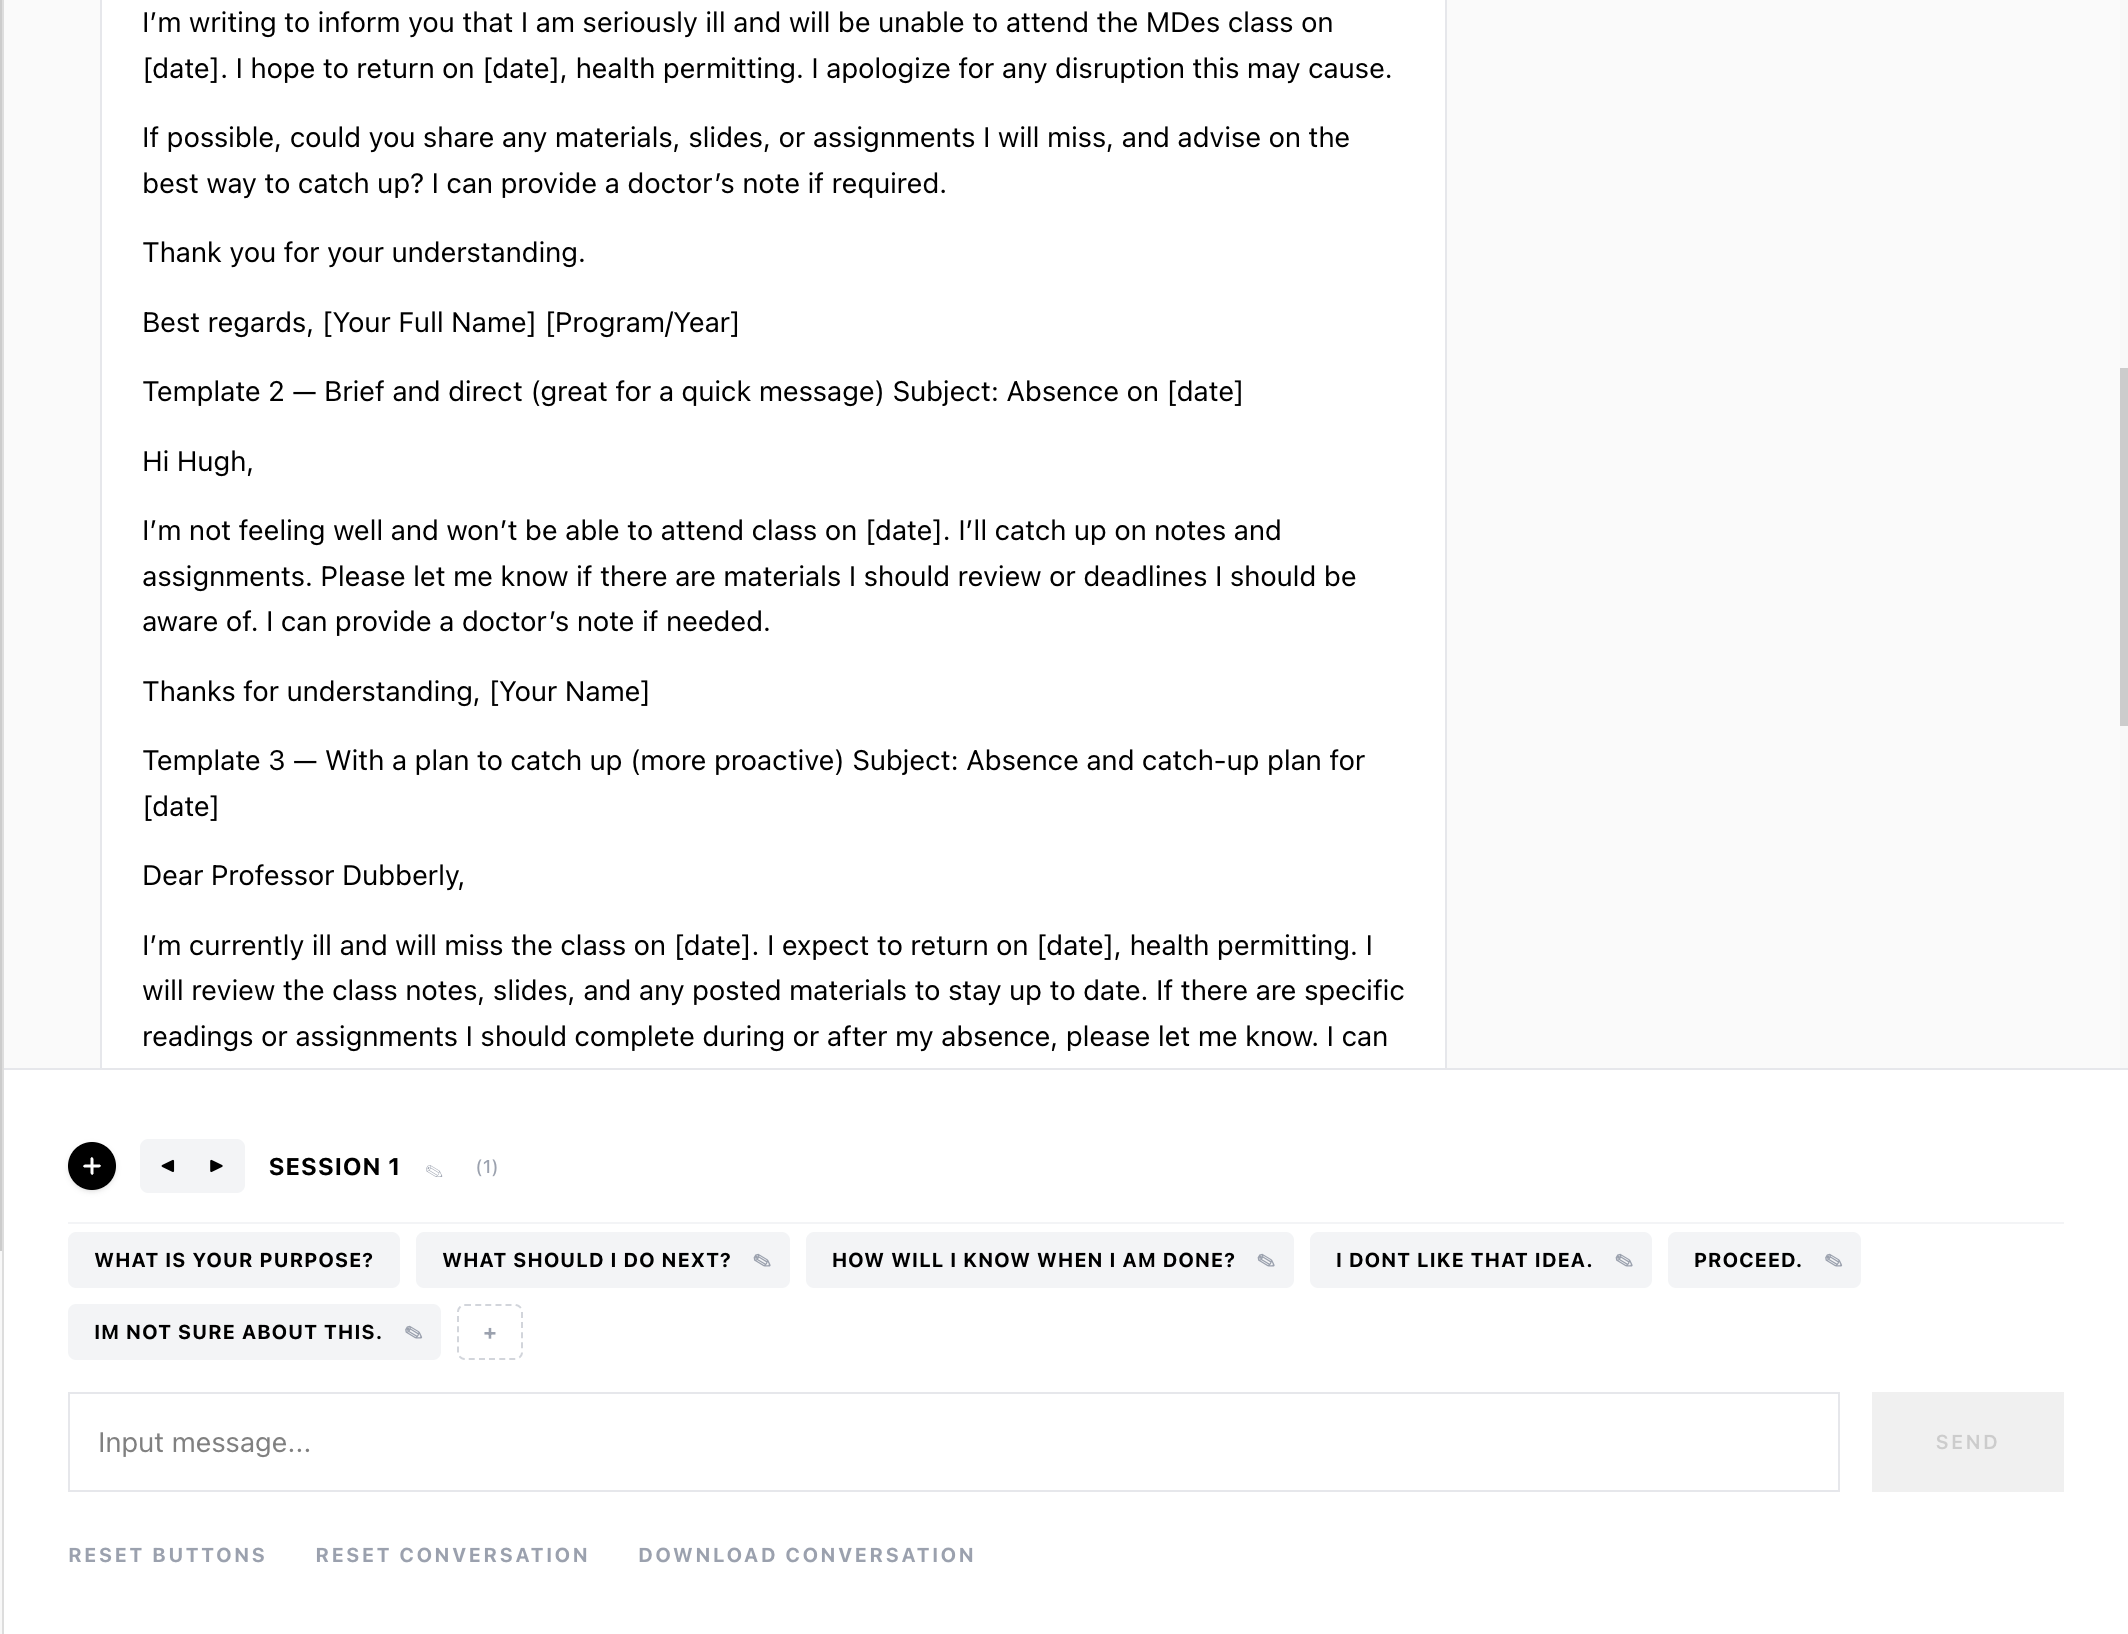 I’m writing to inform you that I am seriously ill and will be unable to attend the MDes class on
[date]. I hope to return on [date], health permitting. I apologize for any disruption this may cause.
If possible, could you share any materials, slides, or assignments I will miss, and advise on the
best way to catch up? I can provide a doctor’s note if required.
Thank you for your understanding.
Best regards, [Your Full Name] [Program/Year]
Template 2 — Brief and direct (great for a quick message) Subject: Absence on [date]
Hi Hugh,
I’m not feeling well and won’t be able to attend class on [date]. I’ll catch up on notes and
assignments. Please let me know if there are materials I should review or deadlines I should be
aware of. I can provide a doctor’s note if needed.
Thanks for understanding, [Your Name]
Template 3 — With a plan to catch up (more proactive) Subject: Absence and catch-up plan for
[date]
Dear Professor Dubberly,
I’m currently ill and will miss the class on [date]. I expect to return on [date], health permitting. I
will review the class notes, slides, and any posted materials to stay up to date. If there are specific
readings or assignments I should complete during or after my absence, please let me know. I can
SESSION 1 (1)
WHAT IS YOUR PURPOSE? WHAT SHOULD I DO NEXT? HOW WILL I KNOW WHEN I AM DONE? I DONT LIKE THAT IDEA. PROCEED.
IM NOT SURE ABOUT THIS. +
Input message...
SEND
RESET BUTTONS RESET CONVERSATION DOWNLOAD CONVERSATION